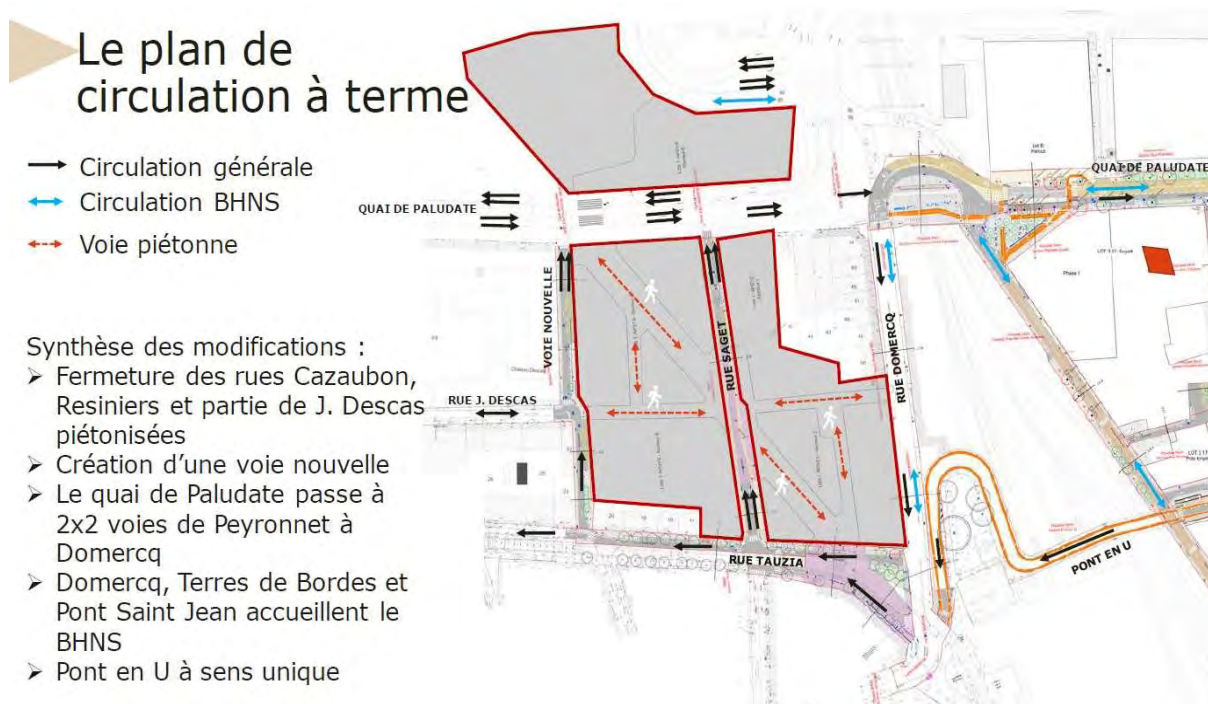 Le plan de
circulation à terme
Circulation générale
Circulation BHNS
Voie piétonne
Synthèse des modifications :
Fermeture des rues Cazaubon,
Resiniers et partie de J. Descas
piétonisées
Création d'une voie nouvelle
Le quai de Paludate passe à
2x2 voies de Peyronnet à
Domercq
Domercq, Terres de Bordes et
Pont Saint Jean accueillent le
BHNS
Pont en U à sens unique
QUAI DE PALUDATE
QUAI DE PALUDATE
VOIE NOUVELLE
RUE SAGET
RUE DOMERCQ
RUE J. DESCAS
RUE TAUZIA
PONT EN U
Phase I